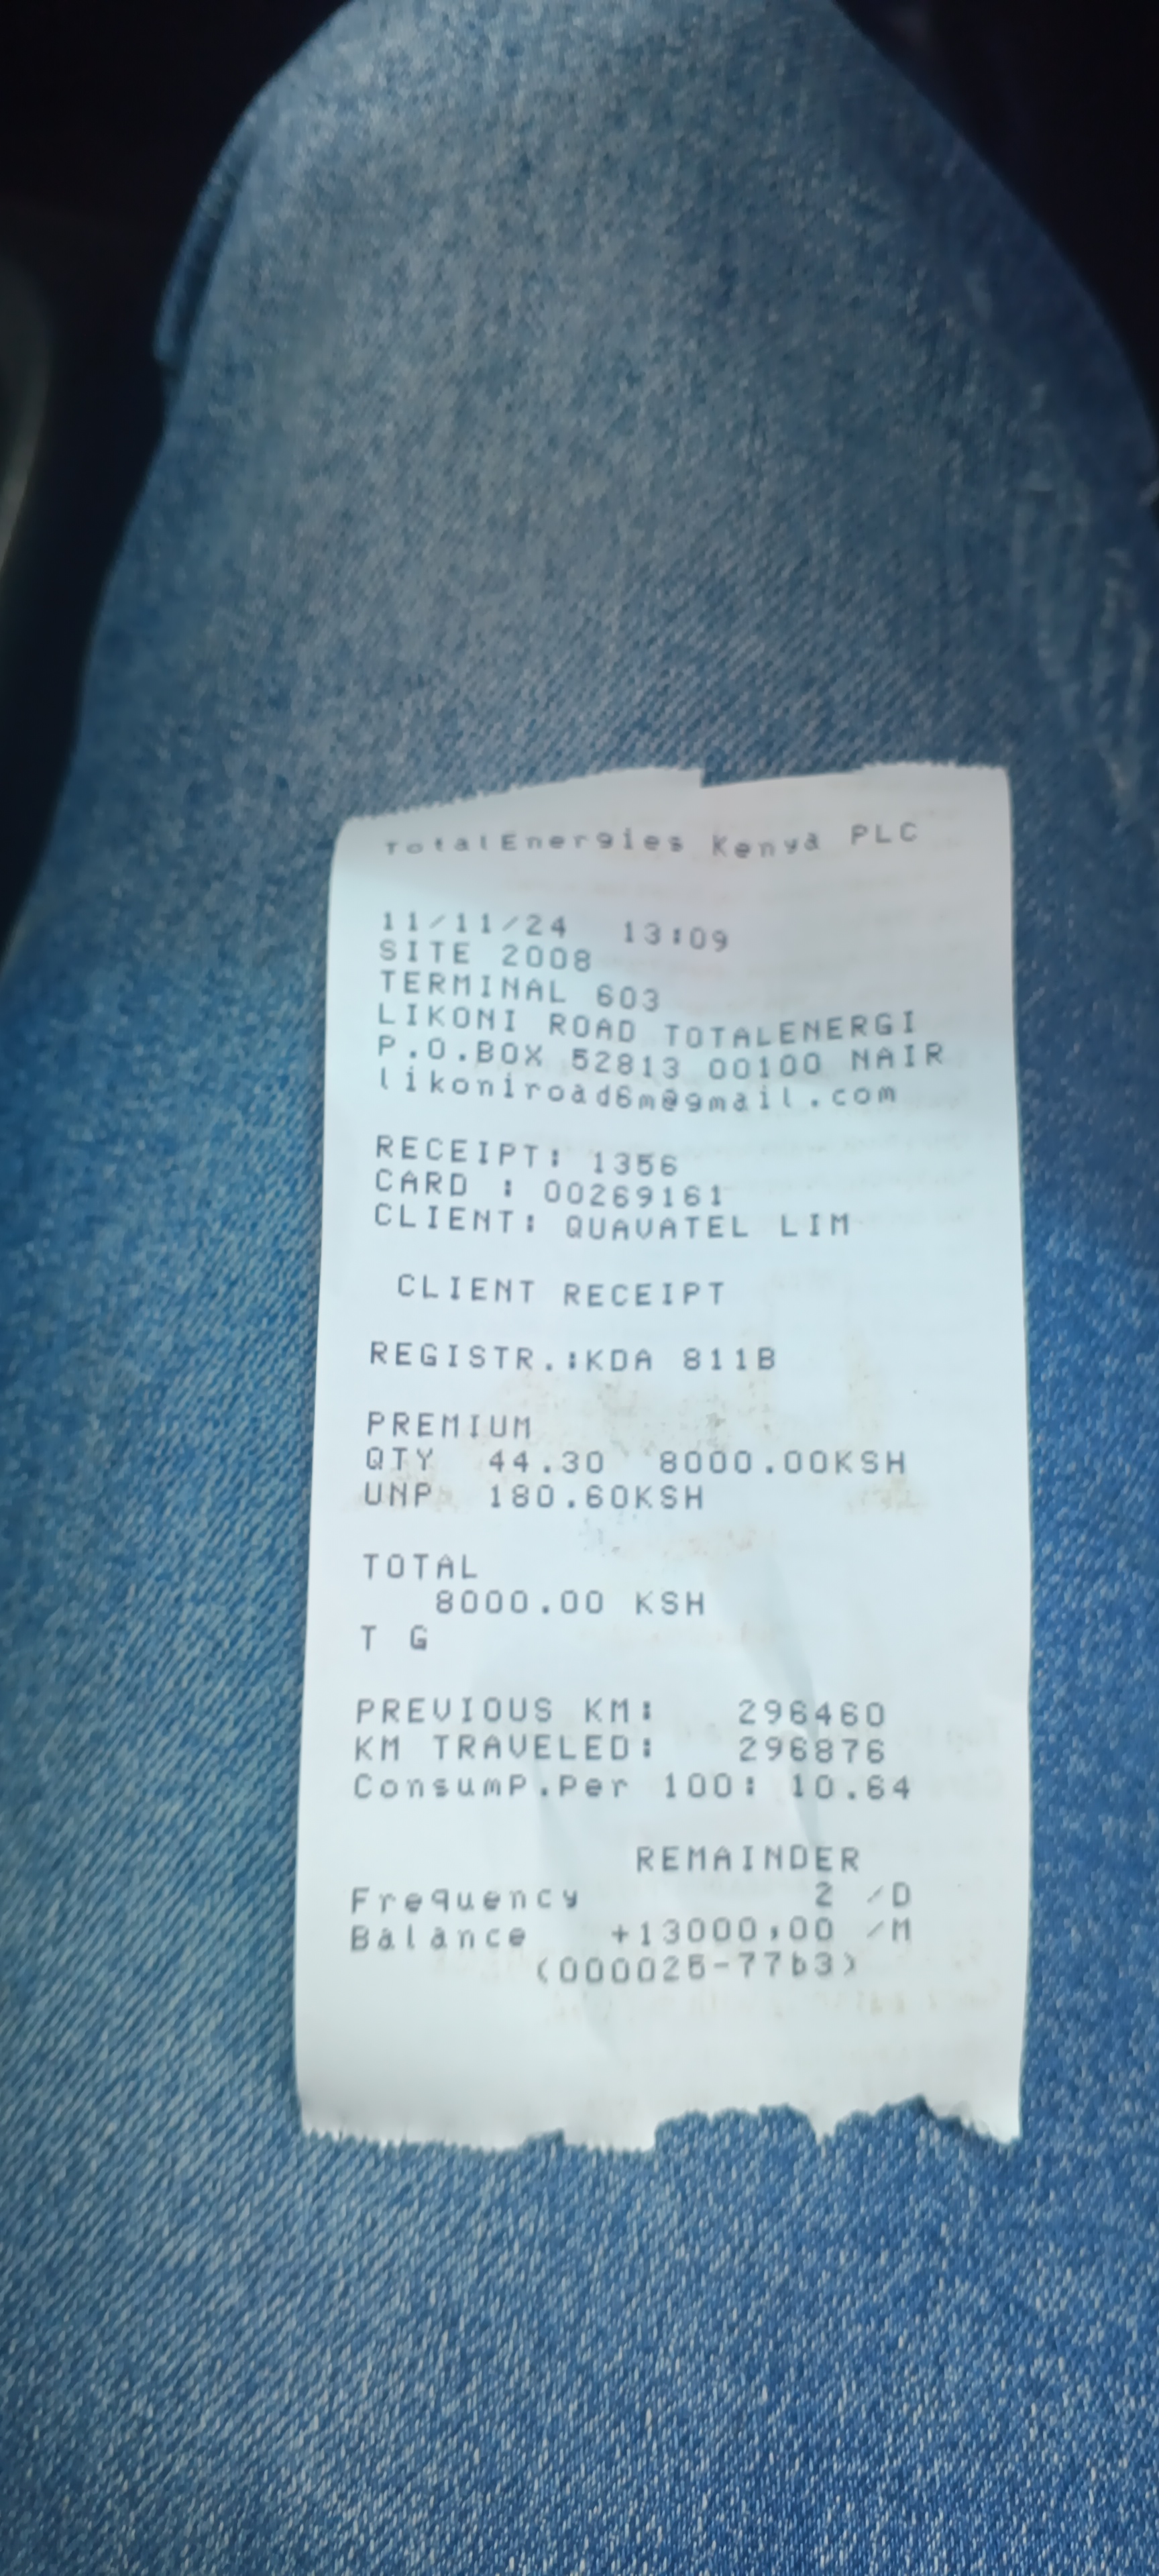 TotalEnergies Kenya PLC
11/11/24 13:09
SITE 2008
TERMINAL 603
LIKONI ROAD TOTALENERGI
P.O.BOX 52813 00100 NAIR
likoniroad6m@gmail.com
RECEIPT: 1356
CARD : 00269161
CLIENT: QUAVATEL LIM
CLIENT RECEIPT
REGISTR.:KDA 811B
PREMIUM
QTY 44.30 8000.00KSH
UNP 180.60KSH
TOTAL
8000.00 KSH
T G
PREVIOUS KM: 296460
KM TRAVELED: 296876
ConsumP.Per 100: 10.64
REMAINDER
Frequency 2 /D
Balance +13000,00 /M
(000025-77b3)